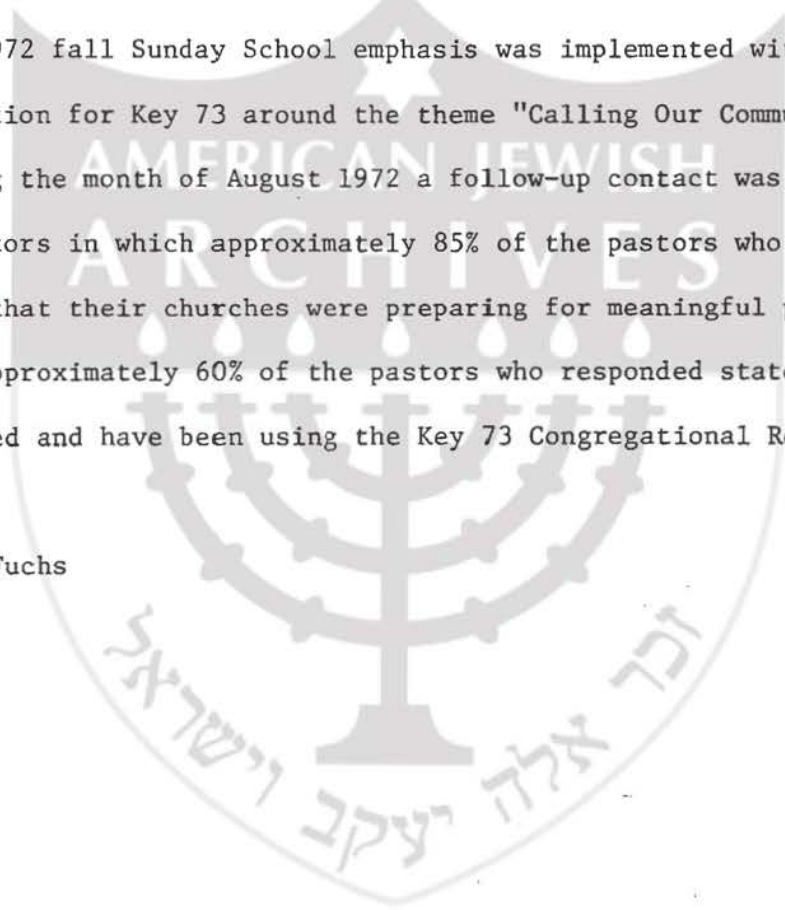 972 fall Sunday School emphasis was implemented wi
tion for Key 73 around the theme "Calling Our Comm
AMERICAN JEWISH
the month of August 1972 a follow-up contact was
ARCHIVES
tors in which approximately 85% of the pastors who
that their churches were preparing for meaningful
pproximately 60% of the pastors who responded stat
ed and have been using the Key 73 Congregational R
Fuchs
זכר אלה יעקב וישראל